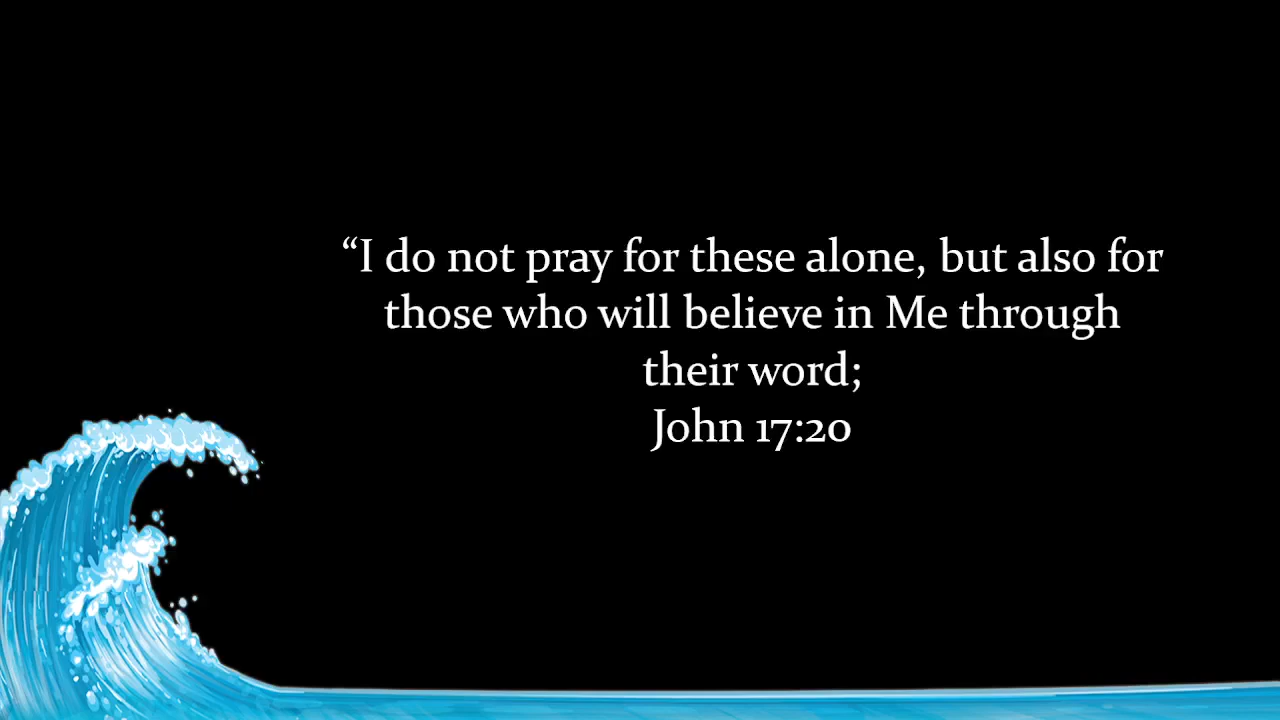 “I do not pray for these alone, but also for
those who will believe in Me through
their word;
John 17:20